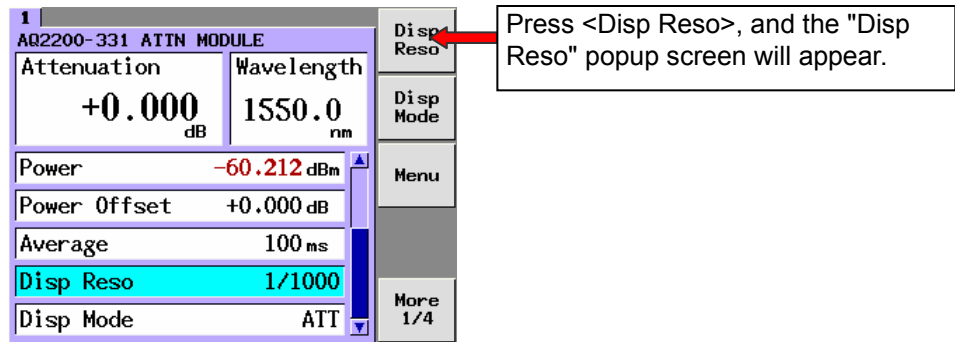 1
AQ2200-331 ATTN MODULE
Attenuation
+0.000
dB
Wavelength
1550.0
nm
Power -60.212 dBm
Power Offset +0.000 dB
Average 100 ms
Disp Reso 1/1000
Disp Mode ATT
Disp
Reso
Disp
Mode
Menu
More
1/4
Press <Disp Reso>, and the "Disp
Reso" popup screen will appear.